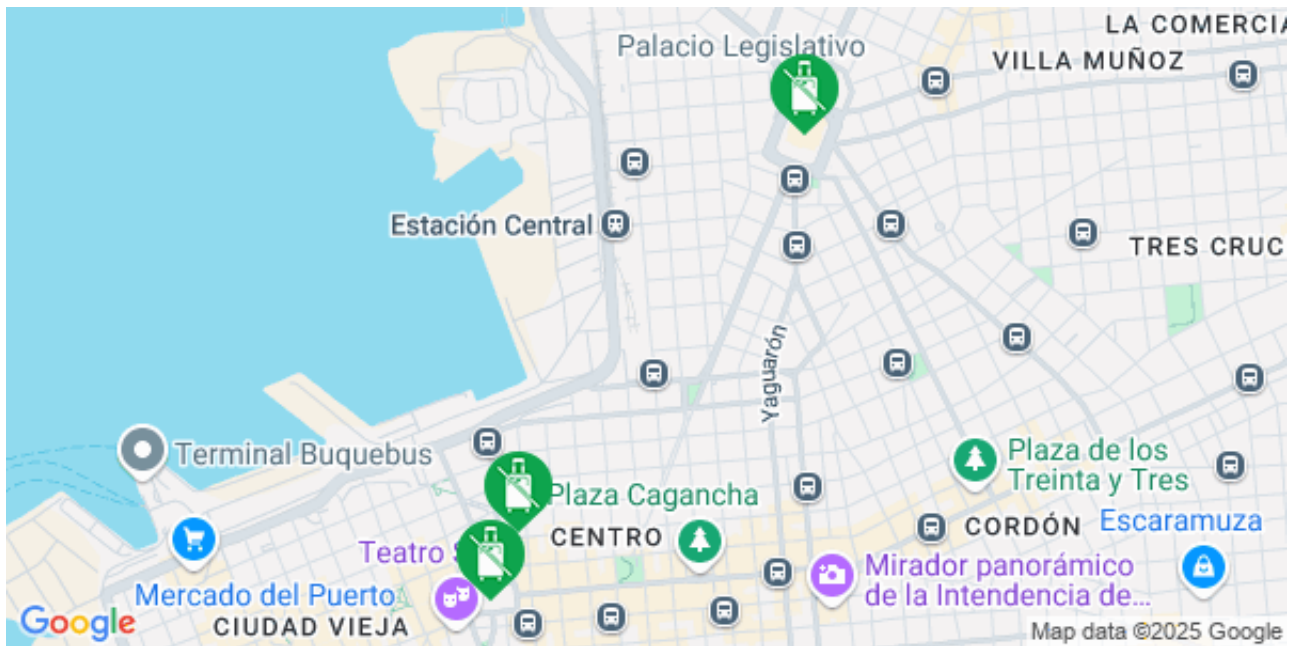 LA COMERCIA
Palacio Legislativo
VILLA MUÑOZ
Estación Central
TRES CRUC
Yaguarón
Terminal Buquebus
Plaza de los
Treinta y Tres
Plaza Cagancha
CENTRO
CORDÓN
Escaramuza
Teatro S
Mirador panorámico
de la Intendencia de...
Mercado del Puerto
CIUDAD VIEJA
Google
Map data ©2025 Google